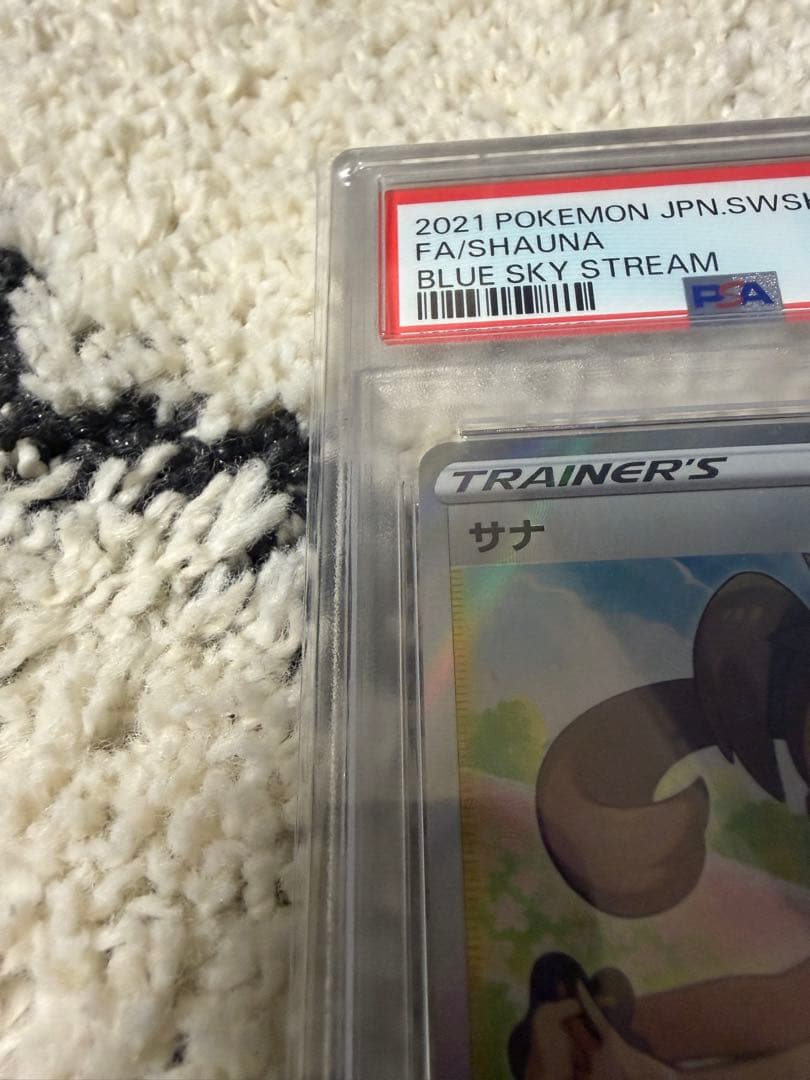 2021 POKEMON JPN.SWSH
FA/SHAUNA
BLUE SKY STREAM
PSA
TRAINER'S
サナ